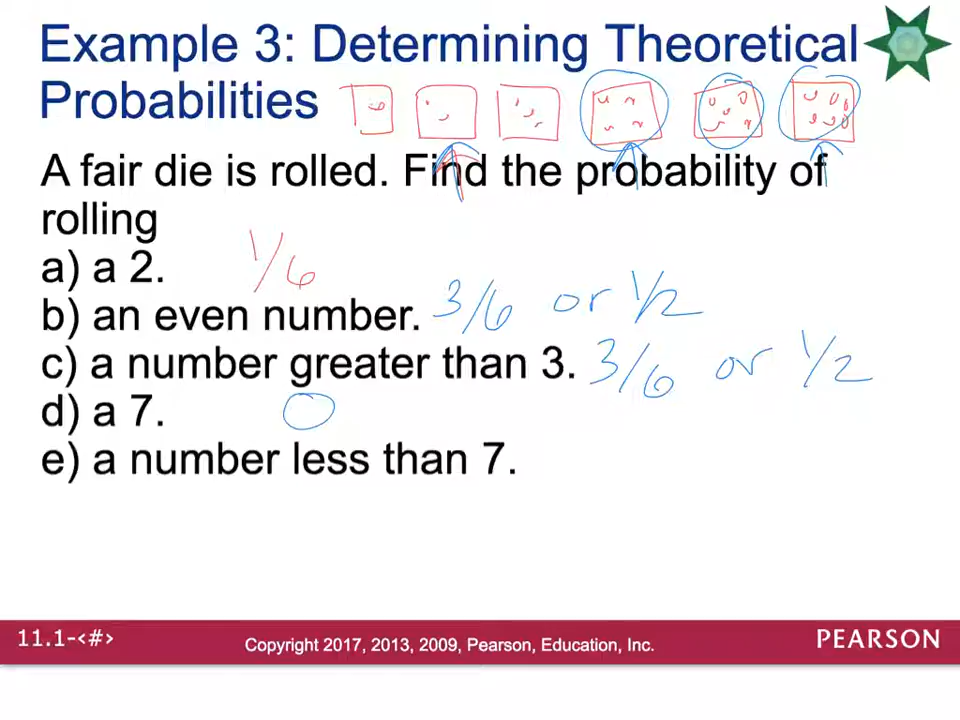 Example 3: Determining Theoretical
Probabilities
A fair die is rolled. Find the probability of
rolling
a) a 2. 1/6
b) an even number. 3/6 or 1/2
c) a number greater than 3. 3/6 or 1/2
d) a 7. 0
e) a number less than 7.
11.1-<#>
Copyright 2017, 2013, 2009, Pearson, Education, Inc.
PEARSON